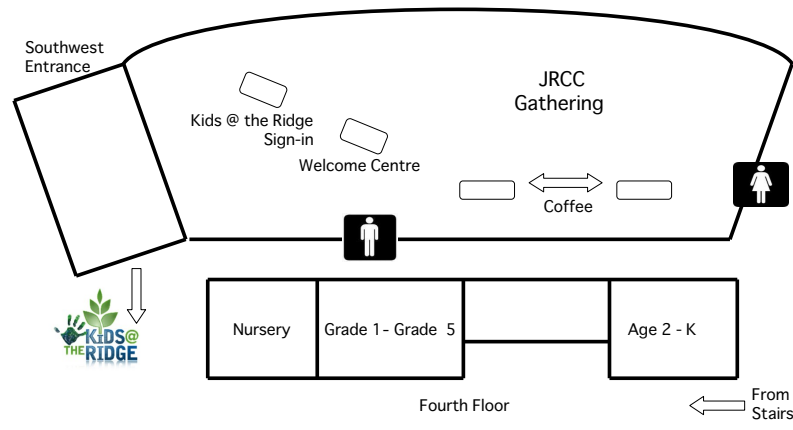 Southwest
Entrance
JRCC
Gathering
Kids @ the Ridge
Sign-in
Welcome Centre
Coffee
KiDS@
THE RIDGE
Nursery
Grade 1 - Grade 5
Age 2 - K
Fourth Floor
From
Stairs